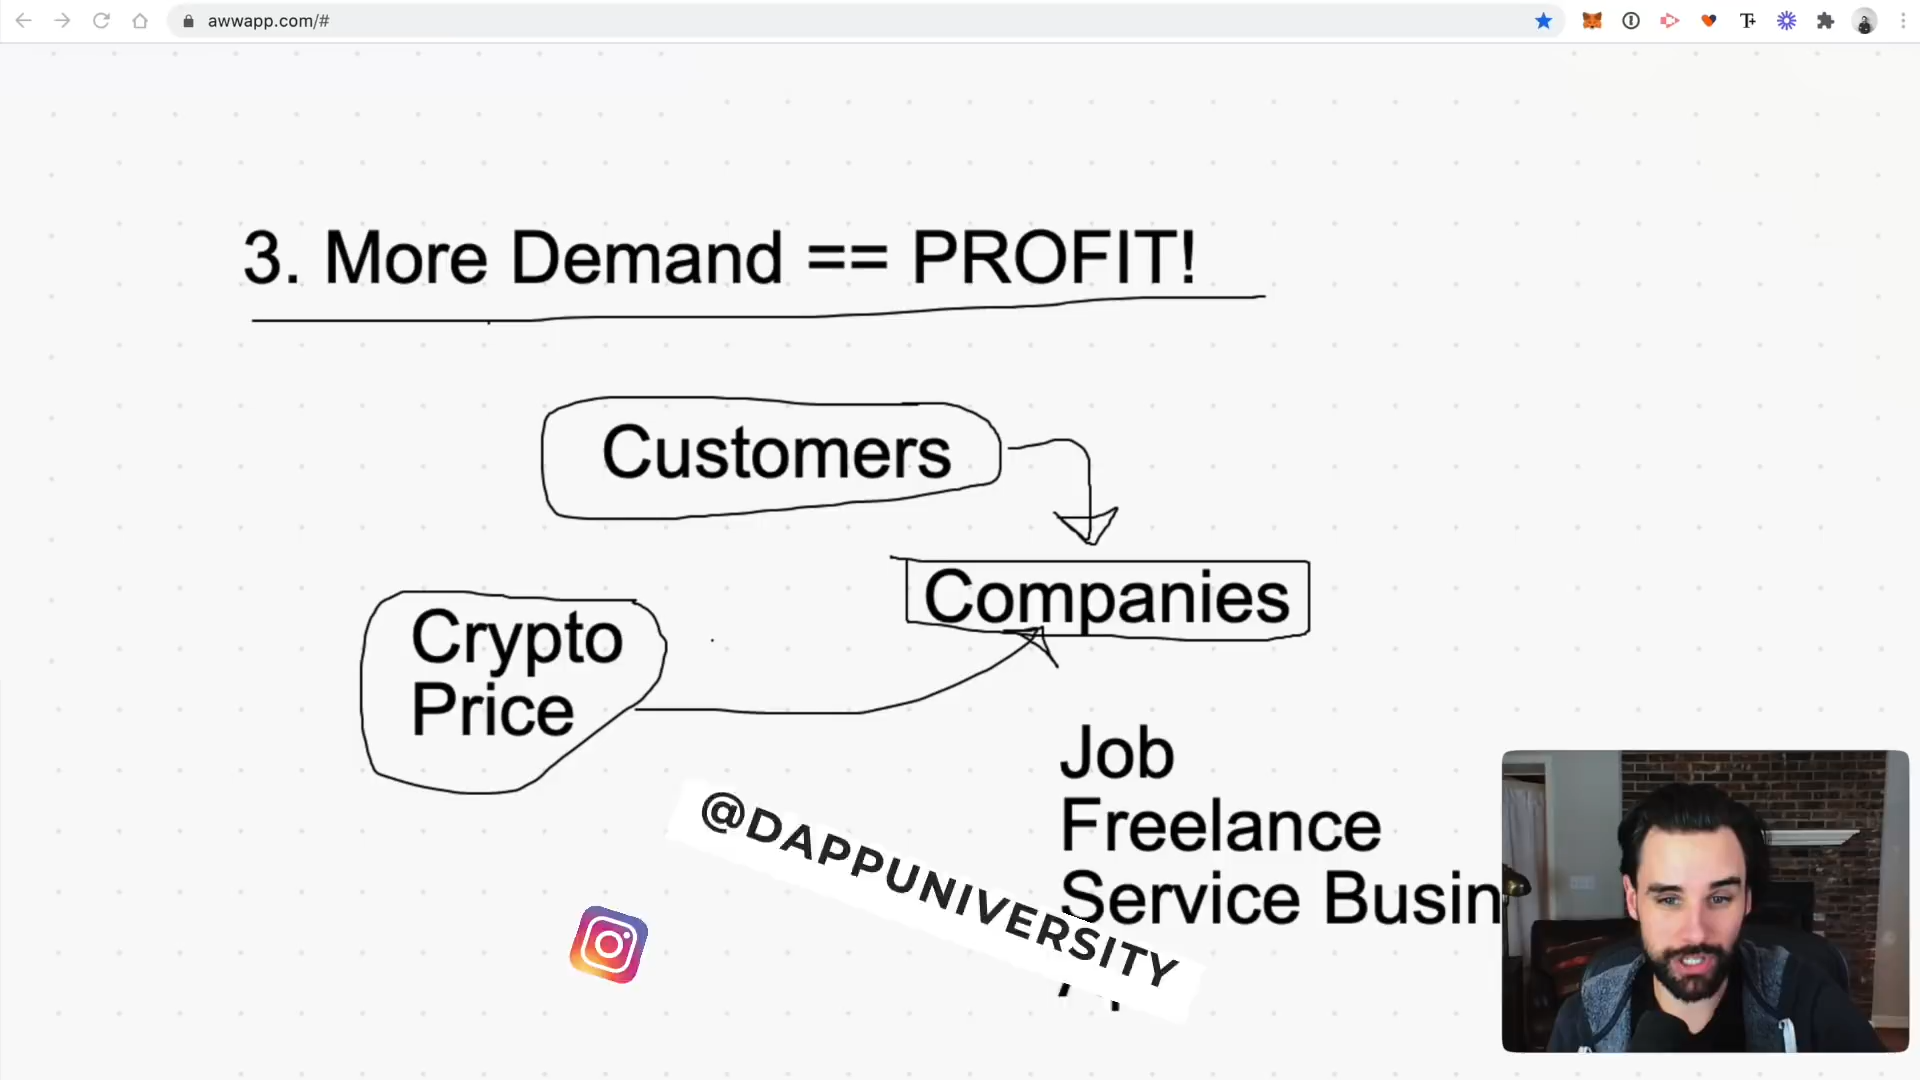 awwapp.com/#
3. More Demand == PROFIT!
Customers
Companies
Crypto
Price
Job
Freelance
Service Busin
@DAPPUNIVERSITY